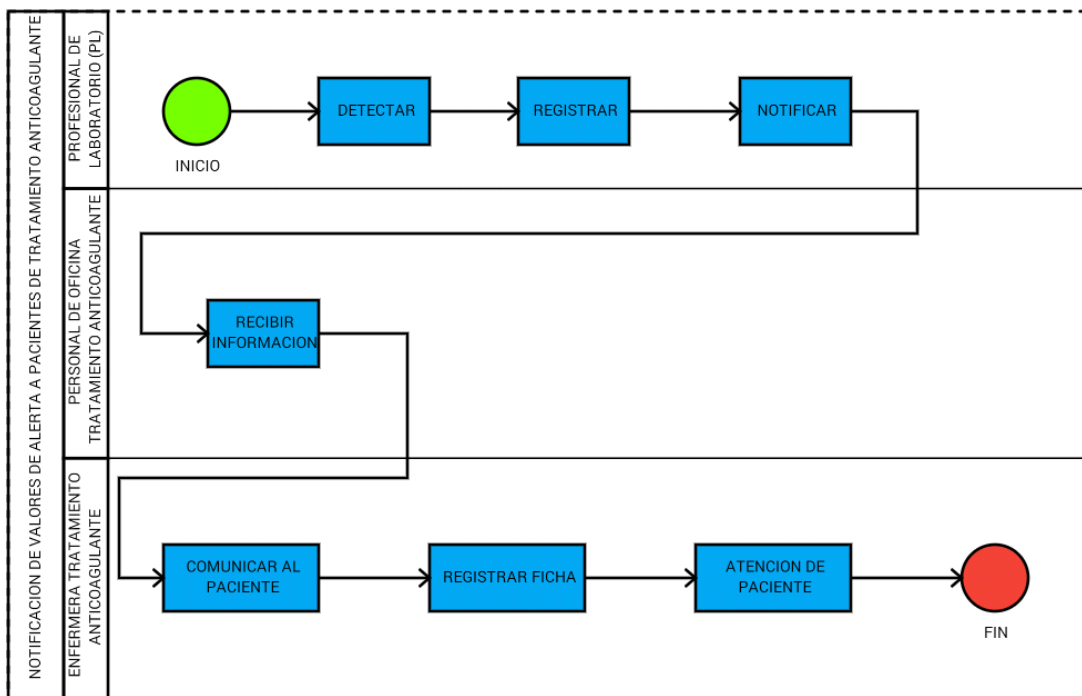 NOTIFICACION DE VALORES DE ALERTA A PACIENTES DE TRATAMIENTO ANTICOAGULANTE
PROFESIONAL DE
LABORATORIO (PL)
INICIO
DETECTAR
REGISTRAR
NOTIFICAR
PERSONAL DE OFICINA
TRATAMIENTO ANTICOAGULANTE
RECIBIR
INFORMACION
ENFERMERA TRATAMIENTO
ANTICOAGULANTE
COMUNICAR AL
PACIENTE
REGISTRAR FICHA
ATENCION DE
PACIENTE
FIN